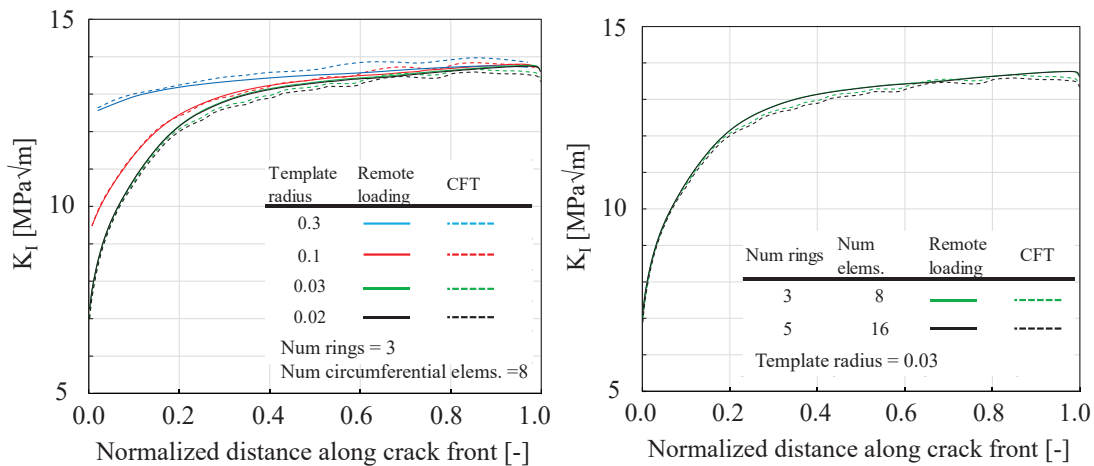 15
10
5
K_I [MPa√m]
Template radius Remote loading CFT
0.3
0.1
0.03
0.02
Num rings = 3
Num circumferential elems. =8
0.0 0.2 0.4 0.6 0.8 1.0
Normalized distance along crack front [-]
15
10
5
K_I [MPa√m]
Num rings Num elems. Remote loading CFT
3 8
5 16
Template radius = 0.03
0.0 0.2 0.4 0.6 0.8 1.0
Normalized distance along crack front [-]